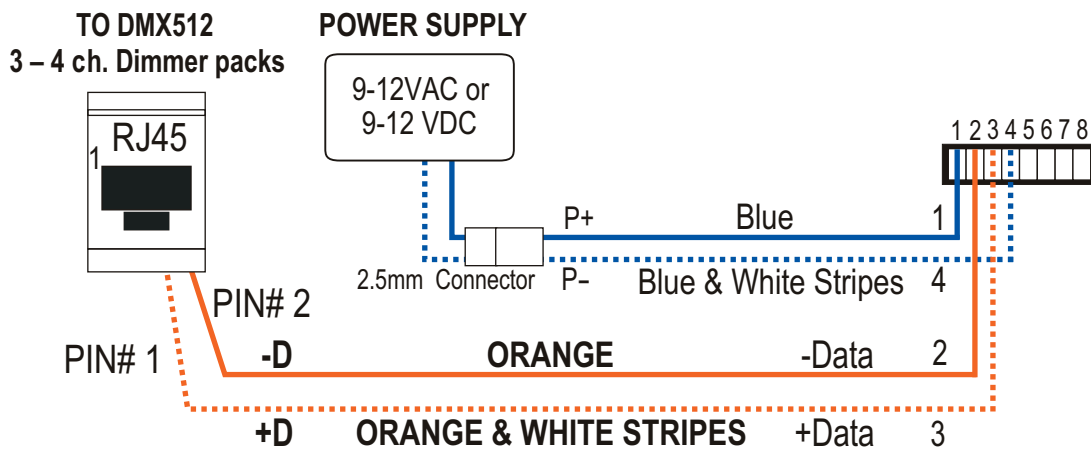 TO DMX512
3 – 4 ch. Dimmer packs
POWER SUPPLY
9-12VAC or
9-12 VDC
RJ45
1
1 2 3 4 5 6 7 8
P+ Blue 1
2.5mm Connector P– Blue & White Stripes 4
PIN# 2
PIN# 1 -D ORANGE -Data 2
+D ORANGE & WHITE STRIPES +Data 3